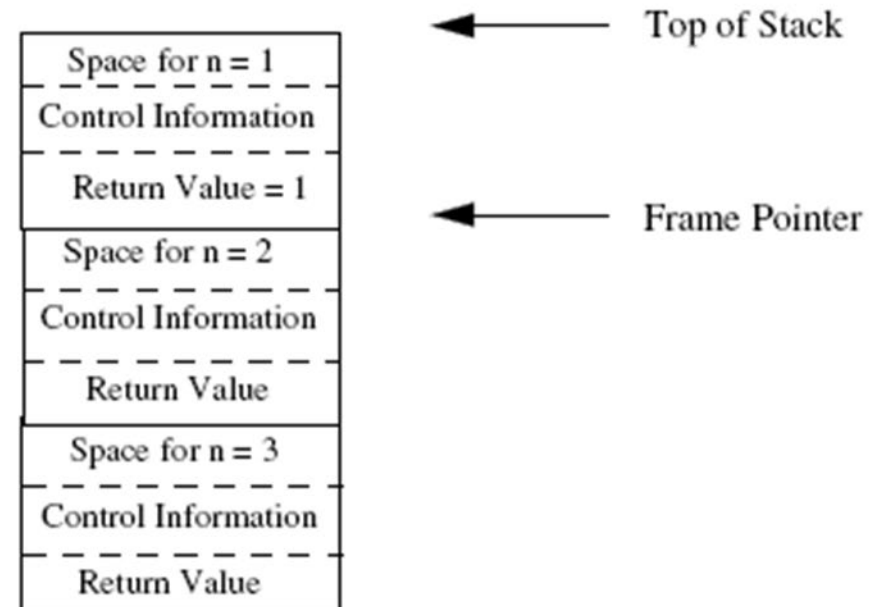 Top of Stack
Space for n = 1
Control Information
Return Value = 1
Frame Pointer
Space for n = 2
Control Information
Return Value
Space for n = 3
Control Information
Return Value